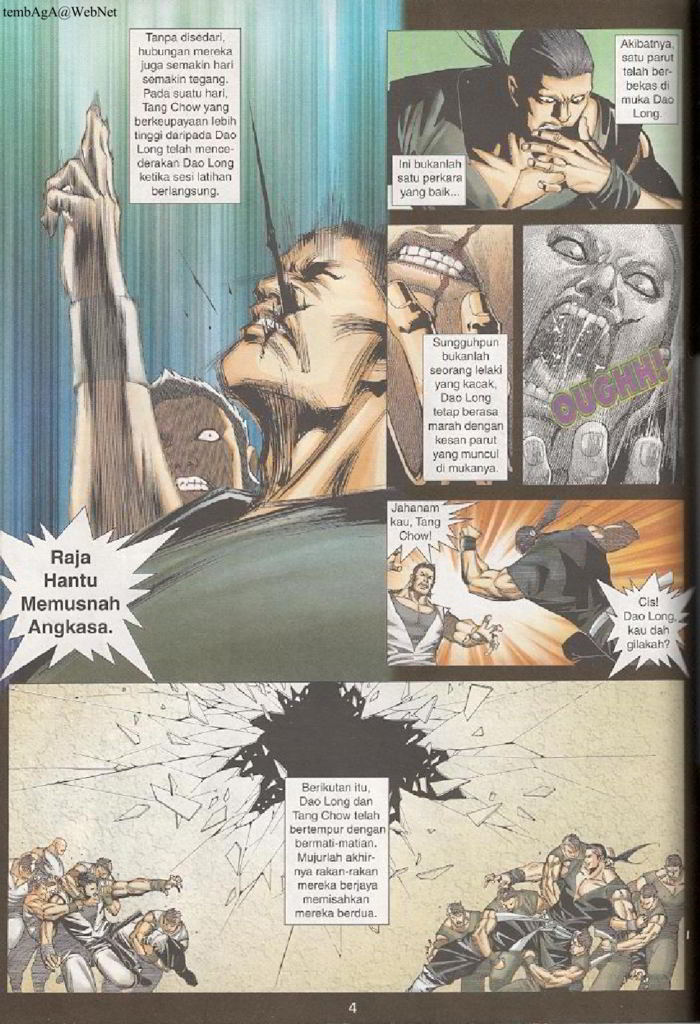 tembAgA@WebNet
Tanpa disedari,
hubungan mereka
juga semakin hari
semakin tegang.
Pada suatu hari,
Tang Chow yang
berkeupayaan lebih
tinggi daripada Dao
Long telah mence-
derakan Dao Long
ketika sesi latihan
berlangsung.
Raja
Hantu
Memusnah
Angkasa.
Akibatnya,
satu parut
telah ber-
bekas di
muka Dao
Long.
Ini bukanlah
satu perkara
yang baik...
Sungguhpun
bukanlah
seorang lelaki
yang kacak,
Dao Long
tetap berasa
marah dengan
kesan parut
yang muncul
di mukanya.
OUGHH!
Jahanam
kau, Tang
Chow!
Cis!
Dao Long,
kau dah
gilakah?
Berikutan itu,
Dao Long dan
Tang Chow telah
bertempur dengan
bermati-matian.
Mujurlah akhir-
nya rakan-rakan
mereka berjaya
memisahkan
mereka berdua.
4